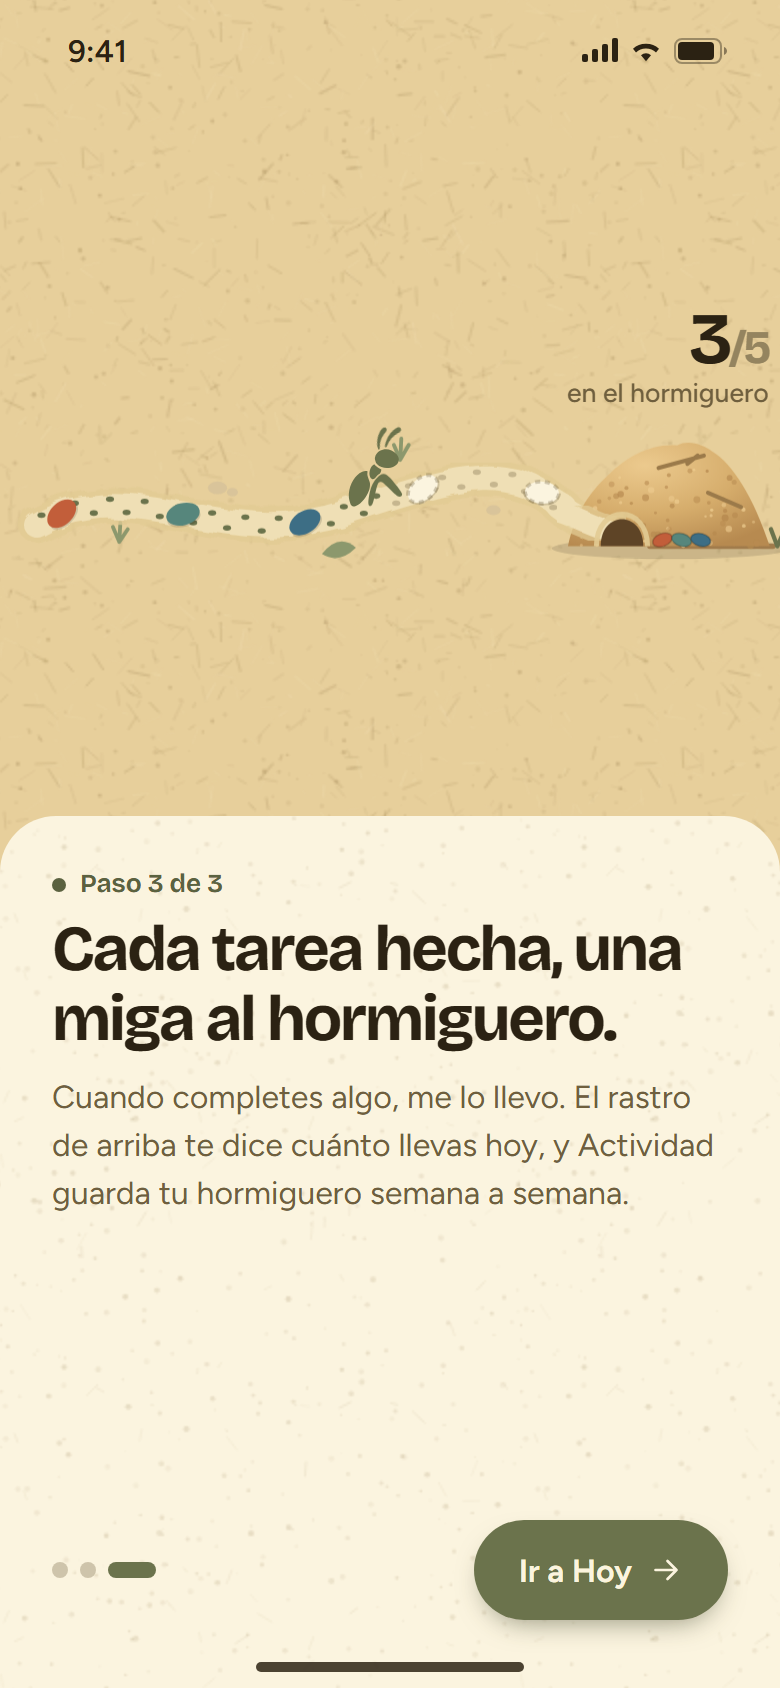 9:41
3/5
en el hormiguero
Paso 3 de 3
Cada tarea hecha, una
miga al hormiguero.
Cuando completes algo, me lo llevo. El rastro
de arriba te dice cuánto llevas hoy, y Actividad
guarda tu hormiguero semana a semana.
Ir a Hoy →